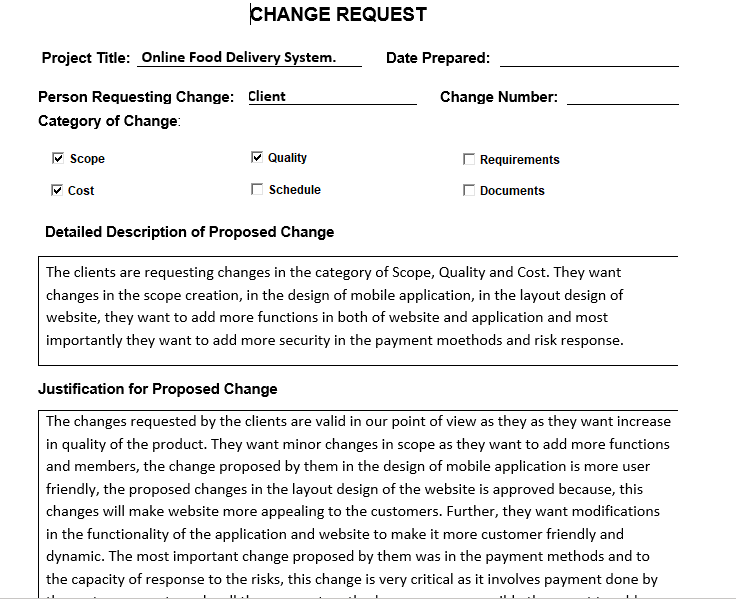 CHANGE REQUEST
Project Title: Online Food Delivery System. Date Prepared:
Person Requesting Change: Client Change Number:
Category of Change:
Scope Quality Requirements
Cost Schedule Documents
Detailed Description of Proposed Change
The clients are requesting changes in the category of Scope, Quality and Cost. They want
changes in the scope creation, in the design of mobile application, in the layout design of
website, they want to add more functions in both of website and application and most
importantly they want to add more security in the payment moethods and risk response.
Justification for Proposed Change
The changes requested by the clients are valid in our point of view as they as they want increase
in quality of the product. They want minor changes in scope as they want to add more functions
and members, the change proposed by them in the design of mobile application is more user
friendly, the proposed changes in the layout design of the website is approved because, this
changes will make website more appealing to the customers. Further, they want modifications
in the functionality of the application and website to make it more customer friendly and
dynamic. The most important change proposed by them was in the payment methods and to
the capacity of response to the risks, this change is very critical as it involves payment done by